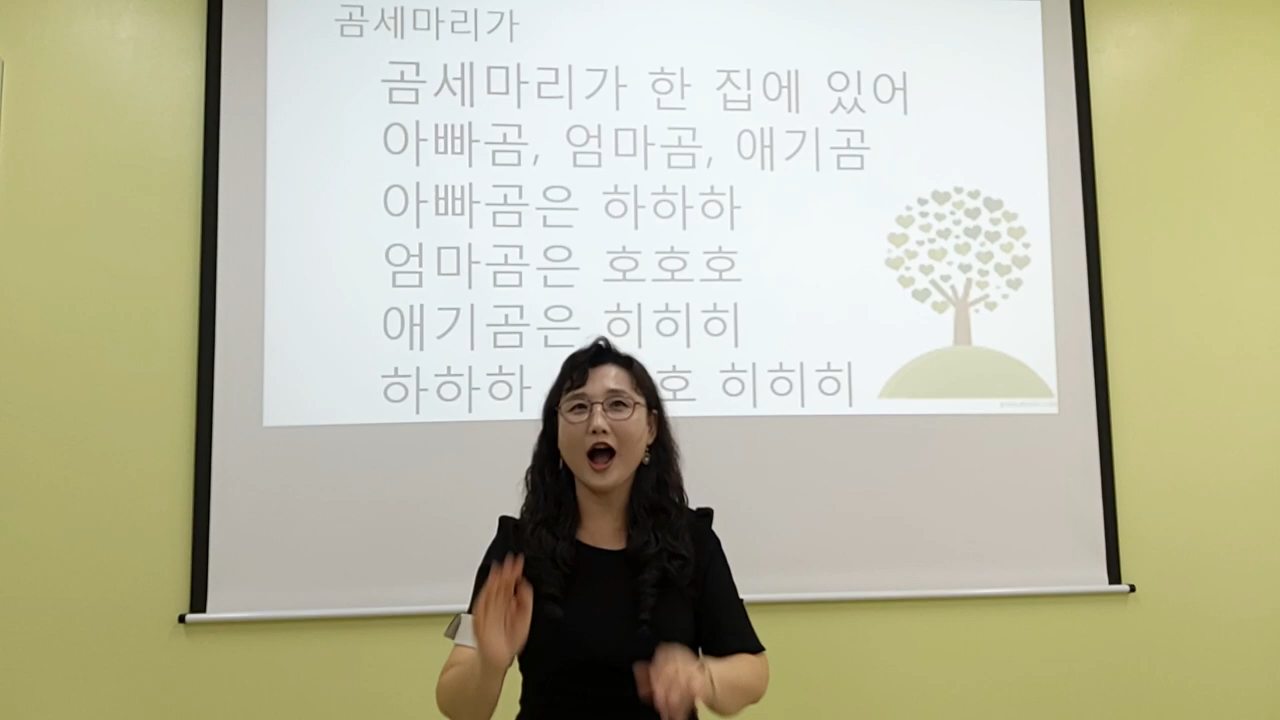 곰세마리가
곰세마리가 한 집에 있어
아빠곰, 엄마곰, 애기곰
아빠곰은 하하하
엄마곰은 호호호
애기곰은 히히히
하하하 호 히히히